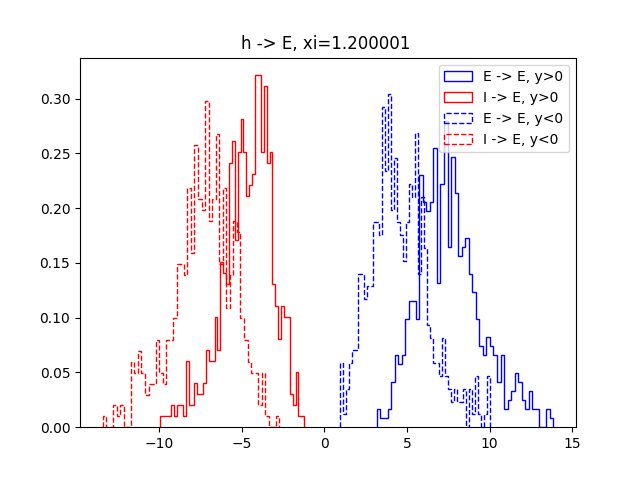 h -> E, xi=1.200001
E -> E, y>0
I -> E, y>0
E -> E, y<0
I -> E, y<0
0.30
0.25
0.20
0.15
0.10
0.05
0.00
−10 −5 0 5 10 15